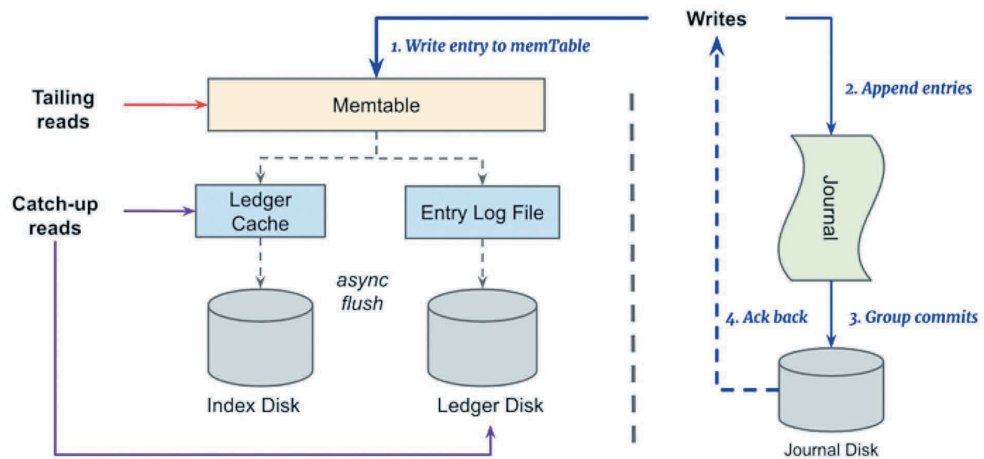 Writes
1. Write entry to memTable
Tailing
reads
Memtable
2. Append entries
Catch-up
reads
Ledger
Cache
Entry Log File
Journal
async
flush
4. Ack back
3. Group commits
Index Disk
Ledger Disk
Journal Disk